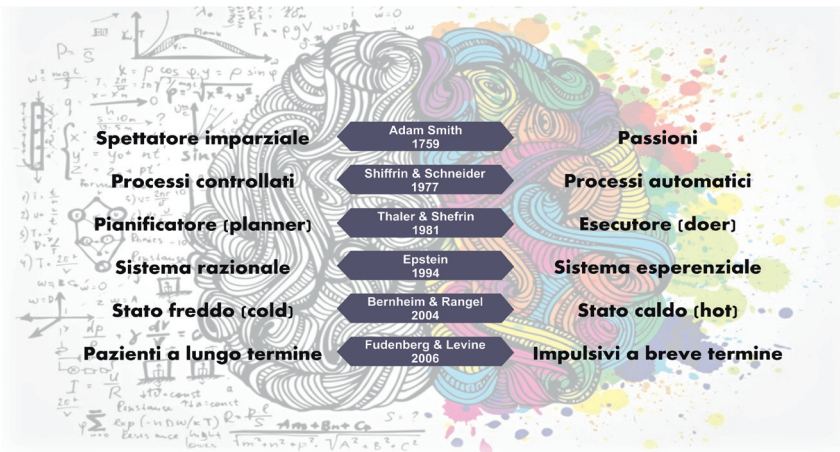 Spettatore imparziale
Adam Smith
1759
Passioni
Processi controllati
Shiffrin & Schneider
1977
Processi automatici
Pianificatore (planner)
Thaler & Shefrin
1981
Esecutore (doer)
Sistema razionale
Epstein
1994
Sistema esperenziale
Stato freddo (cold)
Bernheim & Rangel
2004
Stato caldo (hot)
Pazienti a lungo termine
Fudenberg & Levine
2006
Impulsivi a breve termine